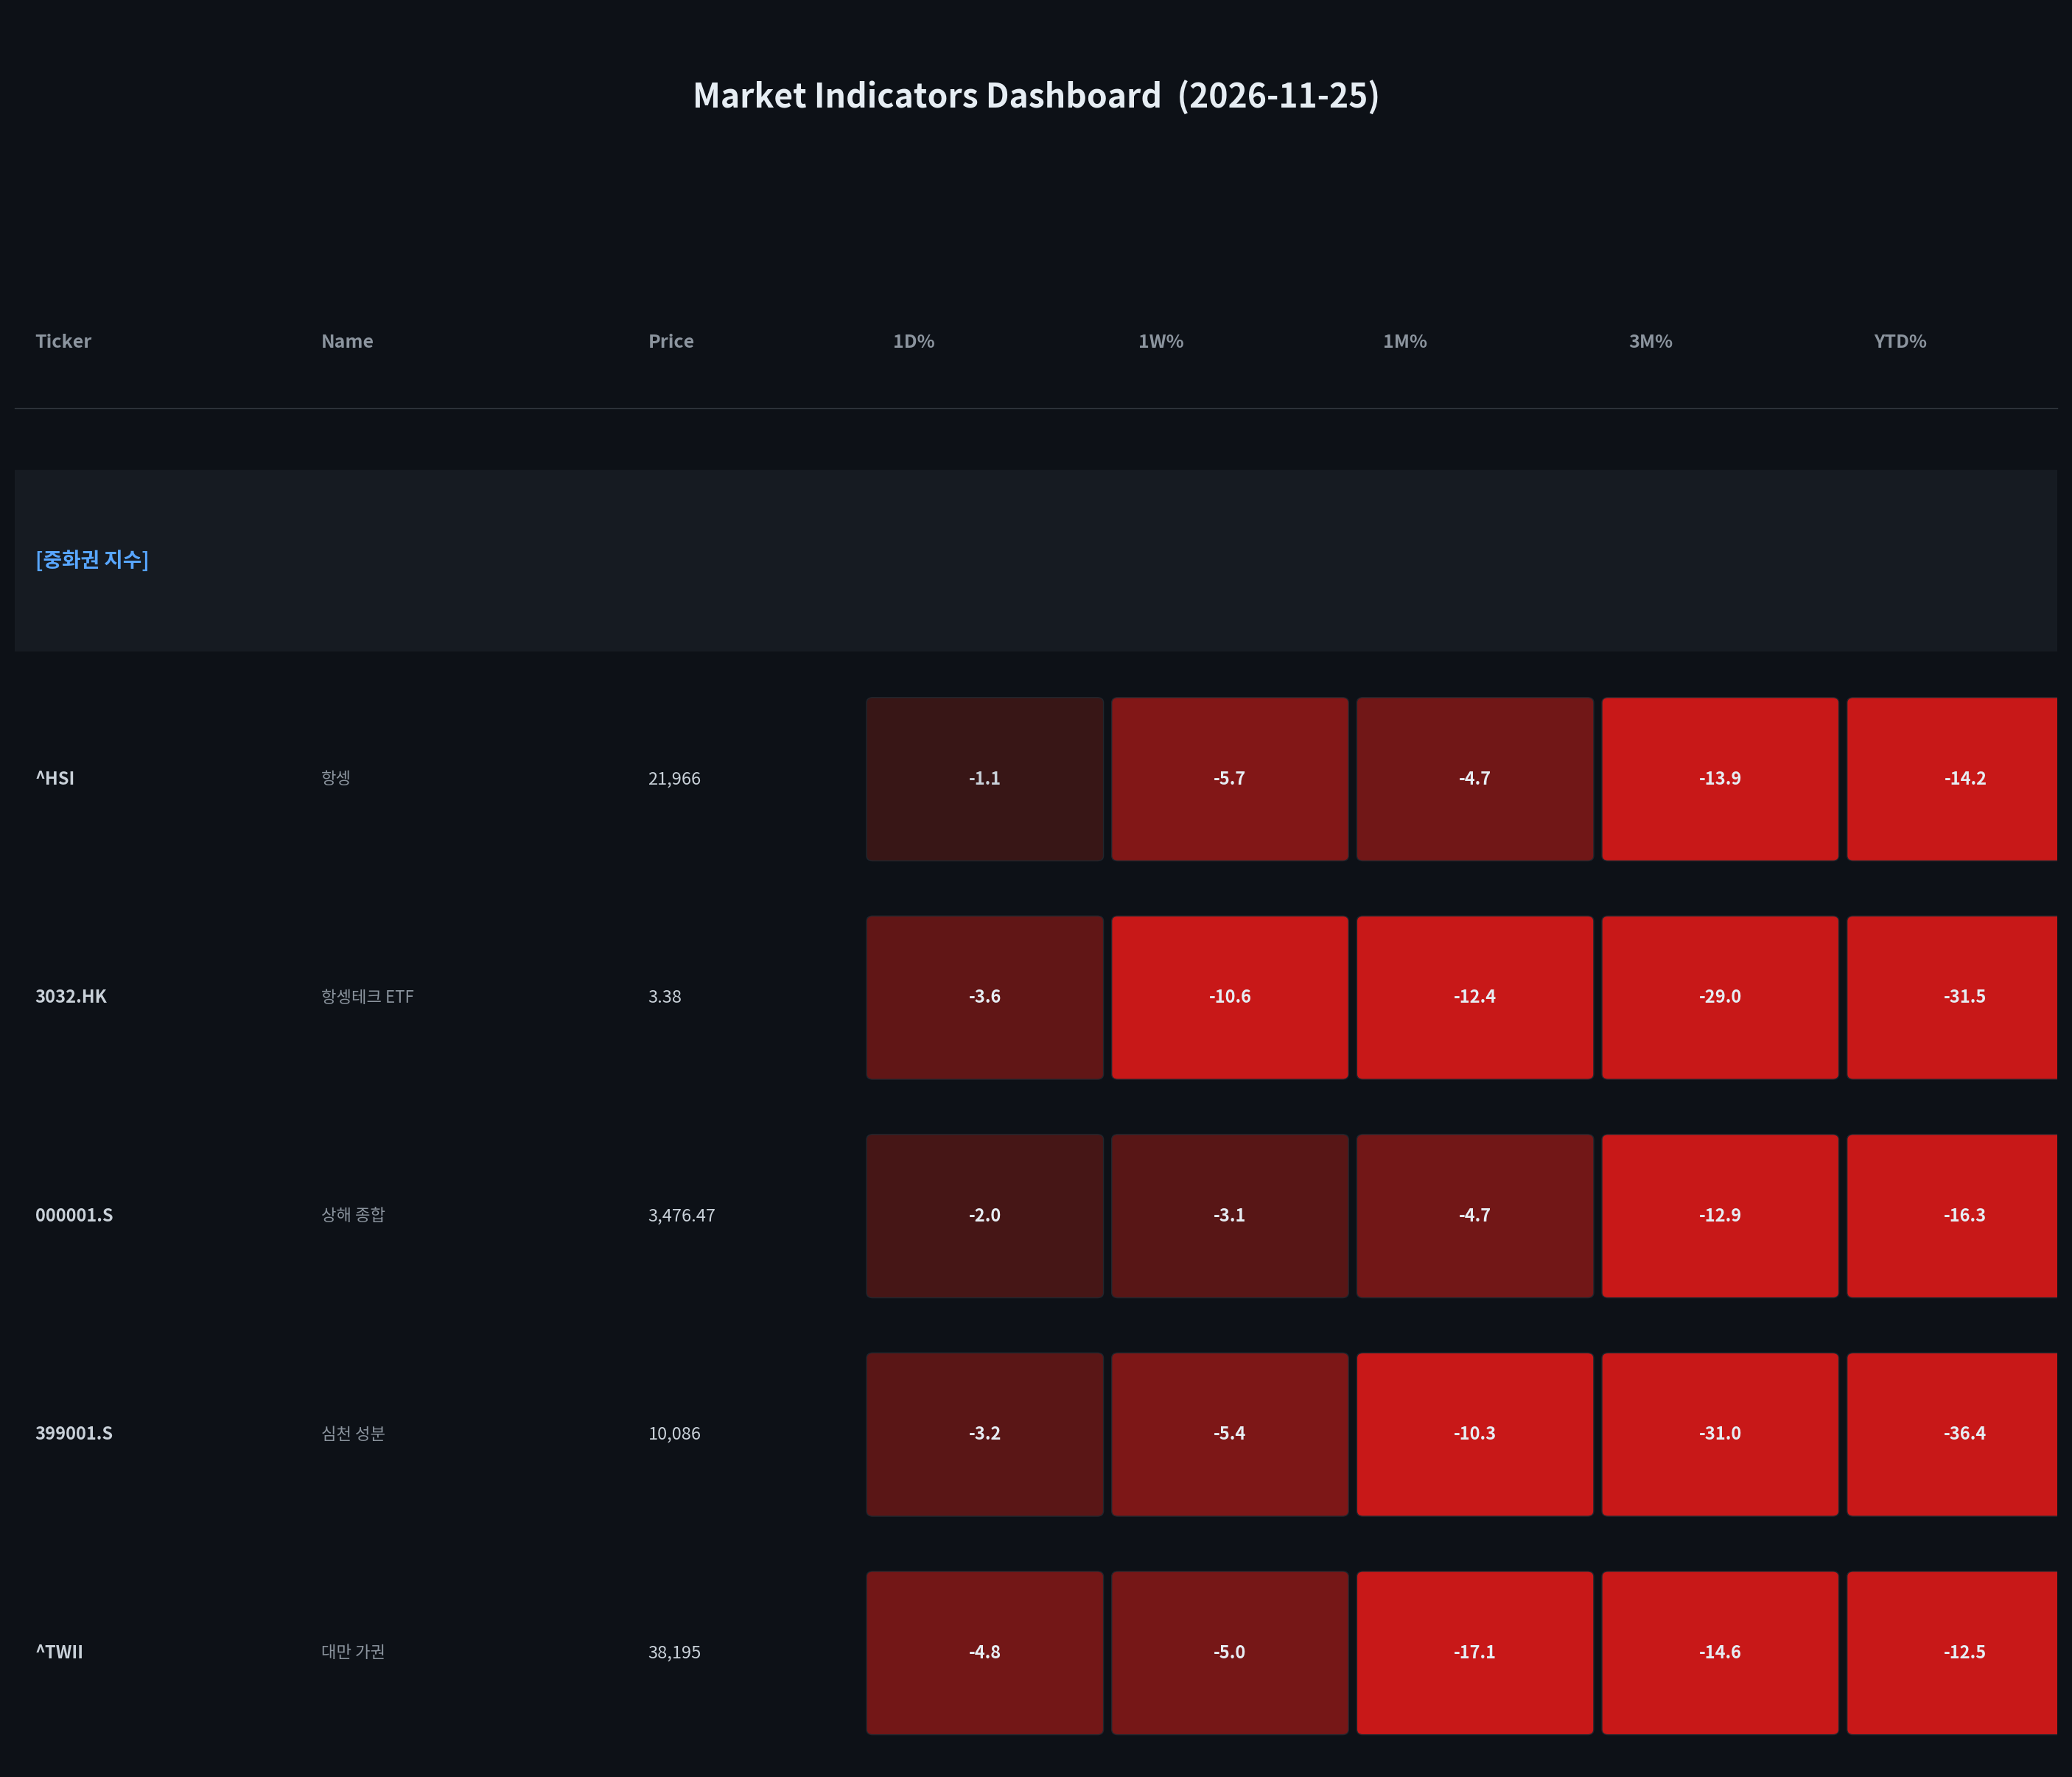 Market Indicators Dashboard (2026-11-25)
Ticker Name Price 1D% 1W% 1M% 3M% YTD%
[중화권 지수]
^HSI 항셍 21,966 -1.1 -5.7 -4.7 -13.9 -14.2
3032.HK 항셍테크 ETF 3.38 -3.6 -10.6 -12.4 -29.0 -31.5
000001.S 상해 종합 3,476.47 -2.0 -3.1 -4.7 -12.9 -16.3
399001.S 심천 성분 10,086 -3.2 -5.4 -10.3 -31.0 -36.4
^TWII 대만 가권 38,195 -4.8 -5.0 -17.1 -14.6 -12.5